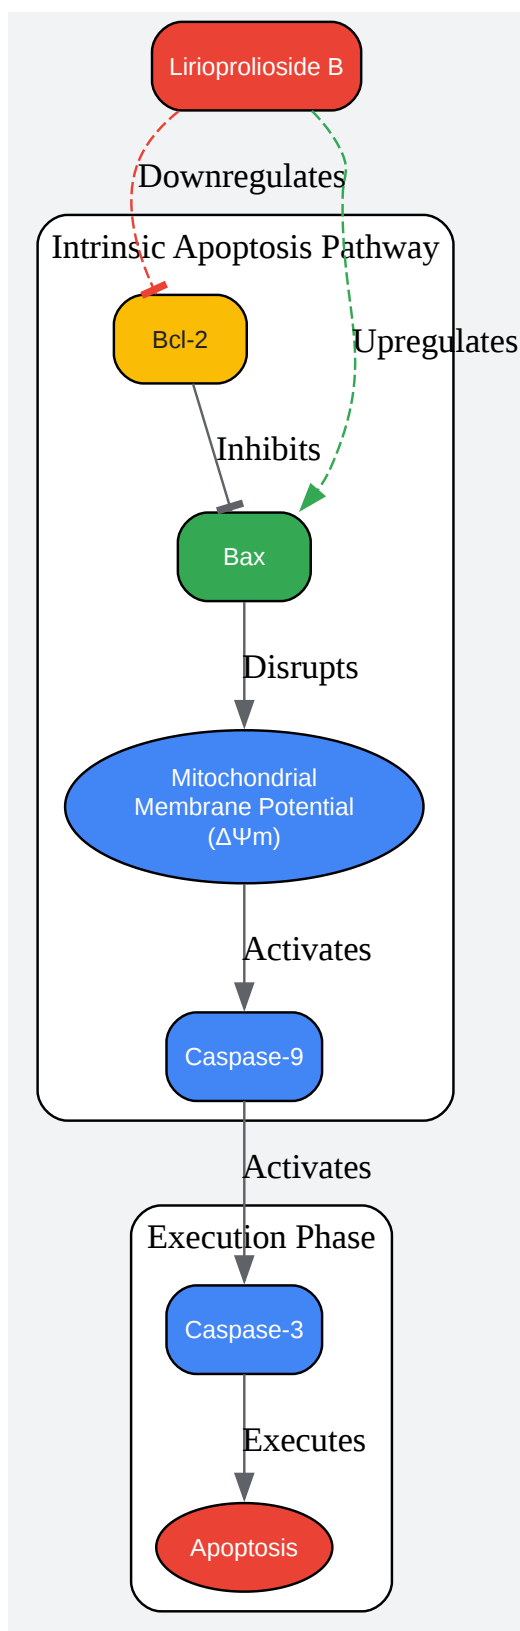 Lirioprolioside B
Downregulates
Intrinsic Apoptosis Pathway
Bcl-2
Upregulates
Inhibits
Bax
Disrupts
Mitochondrial
Membrane Potential
(ΔΨm)
Activates
Caspase-9
Activates
Execution Phase
Caspase-3
Executes
Apoptosis